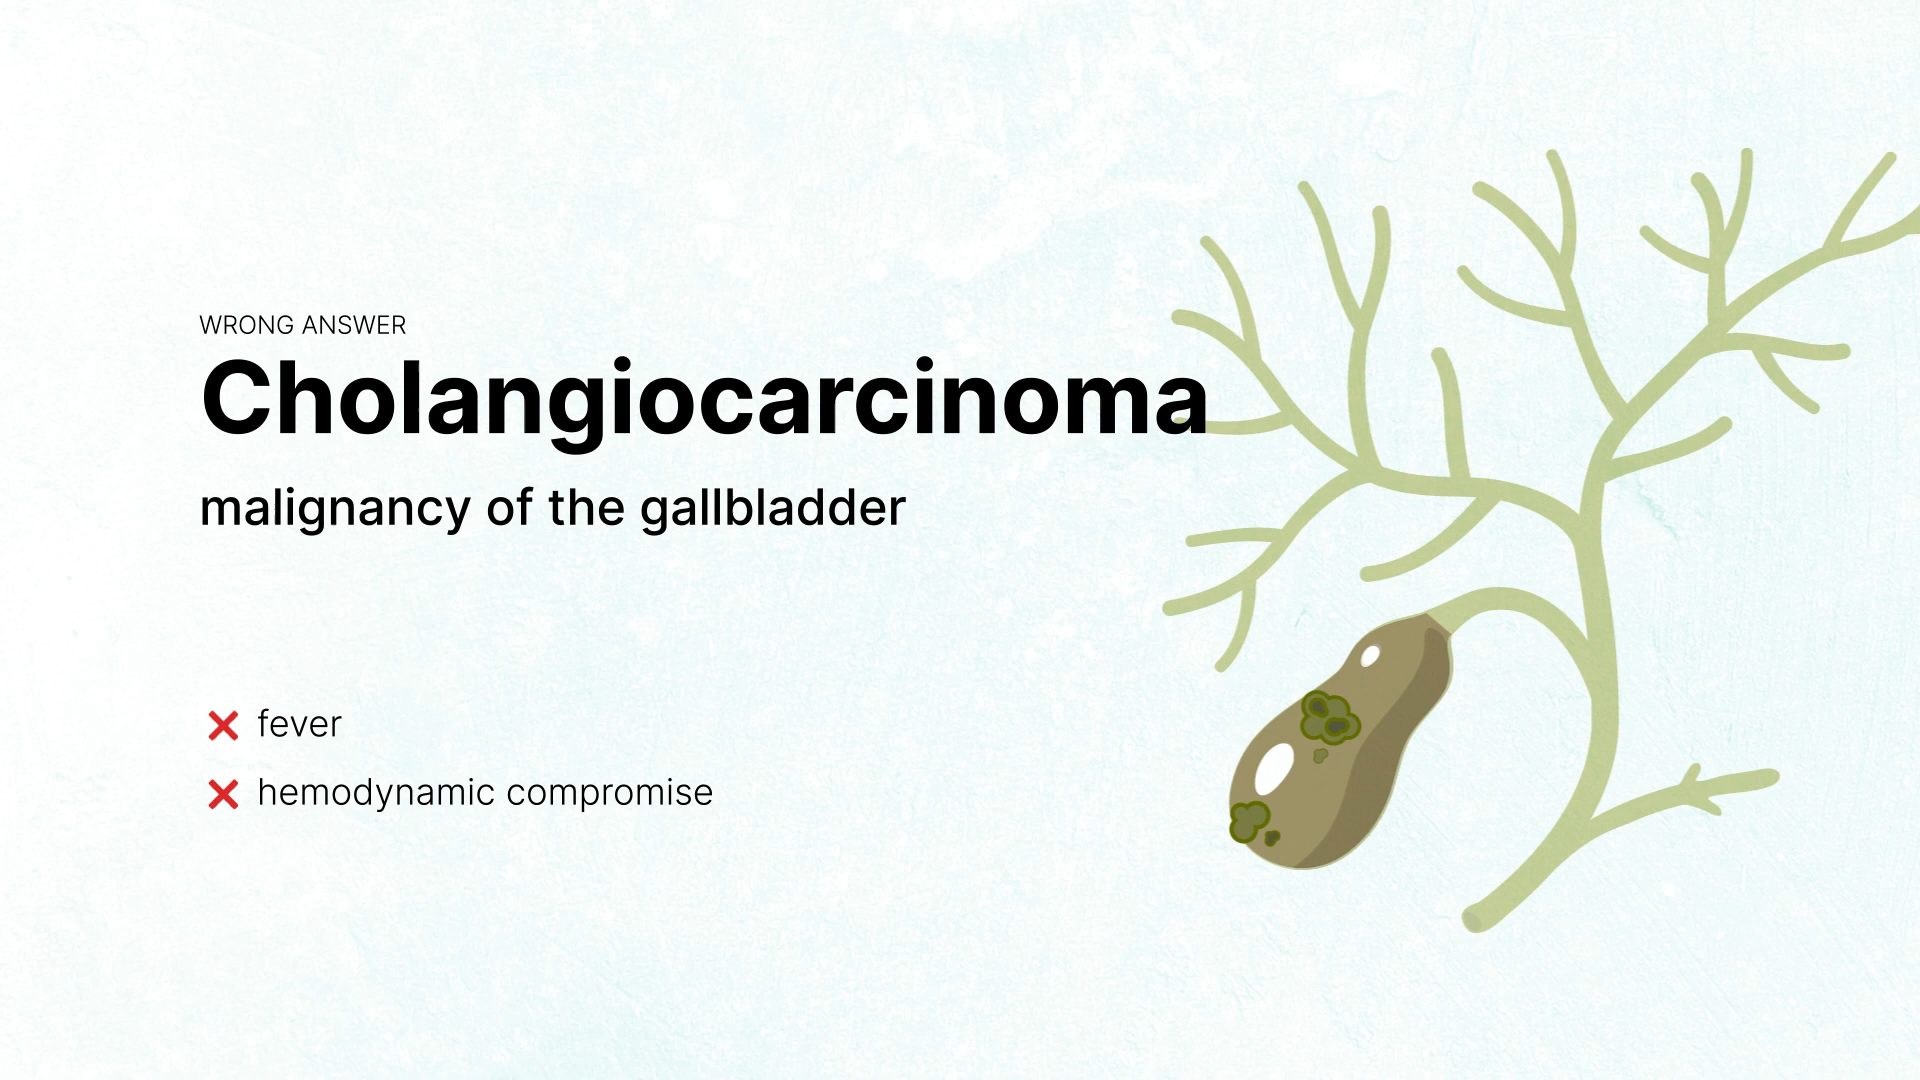 WRONG ANSWER
Cholangiocarcinoma
malignancy of the gallbladder
❌ fever
❌ hemodynamic compromise